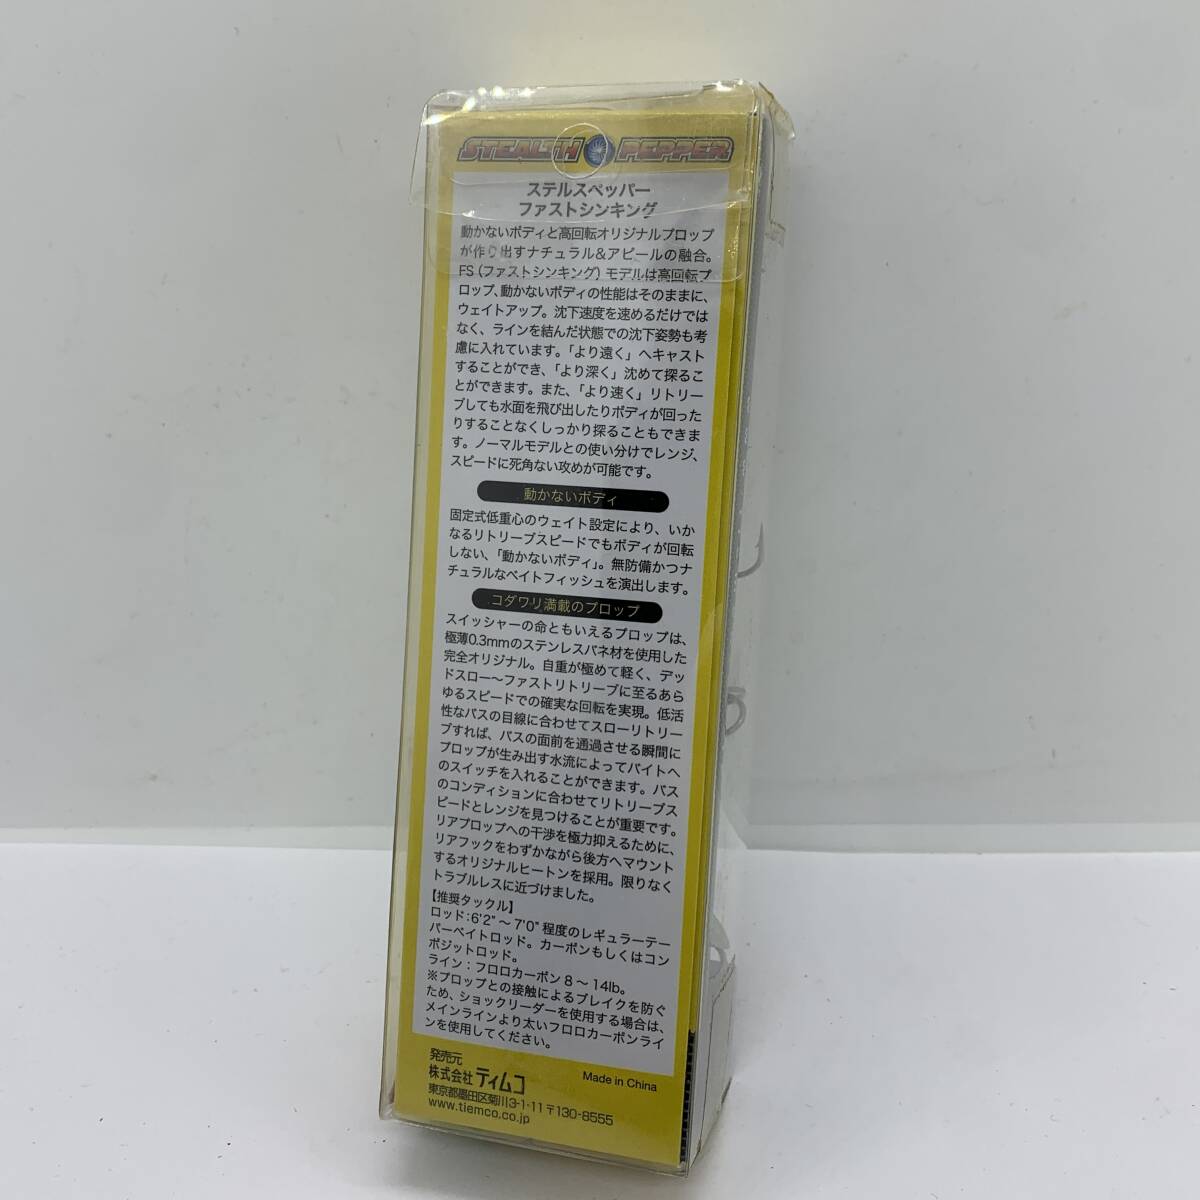 STEALTH PEPPER
ステルスペッパー
ファストシンキング
動かないボディと高回転オリジナルプロップ
が作り出すナチュラル&アピールの融合。
FS（ファストシンキング）モデルは高回転プ
ロップ、動かないボディの性能はそのままに、
ウェイトアップ。沈下速度を速めるだけでは
なく、ラインを結んだ状態での沈下姿勢も考
慮に入れています。「より遠く」へキャスト
することができ、「より深く」沈めて探るこ
とができます。また、「より速く」リトリー
ブしても水面を飛び出したりボディが回った
りすることなくしっかり探ることもできま
す。ノーマルモデルとの使い分けでレンジ、
スピードに死角ない攻めが可能です。
動かないボディ
固定式低重心のウェイト設定により、いか
なるリトリーブスピードでもボディが回転
しない、「動かないボディ」。無防備かつナ
チュラルなベイトフィッシュを演出します。
コダワリ満載のプロップ
スイッシャーの命ともいえるプロップは、
極薄0.3mmのステンレスバネ材を使用した
完全オリジナル。自重が極めて軽く、デッ
ドスロー〜ファストリトリーブに至るあら
ゆるスピードでの確実な回転を実現。低活
性なバスの目線に合わせてスローリトリー
ブすれば、バスの面前を通過させる瞬間に
プロップが生み出す水流によってバイトへ
のスイッチを入れることができます。バス
のコンディションに合わせてリトリーブス
ピードとレンジを見つけることが重要です。
リアプロップへの干渉を極力抑えるために、
リアフックをわずかながら後方へマウント
するオリジナルヒートンを採用。限りなく
トラブルレスに近づけました。
【推奨タックル】
ロッド：6'2"〜7'0"程度のレギュラーテー
パーベイトロッド。カーボンもしくはコン
ポジットロッド。
ライン：フロロカーボン8〜14lb。
※プロップとの接触によるブレイクを防ぐ
ため、ショックリーダーを使用する場合は、
メインラインより太いフロロカーボンライ
ンを使用してください。
発売元
株式会社 ティムコ
Made in China
東京都墨田区菊川3-1-11 〒130-8555
www.tiemco.co.jp